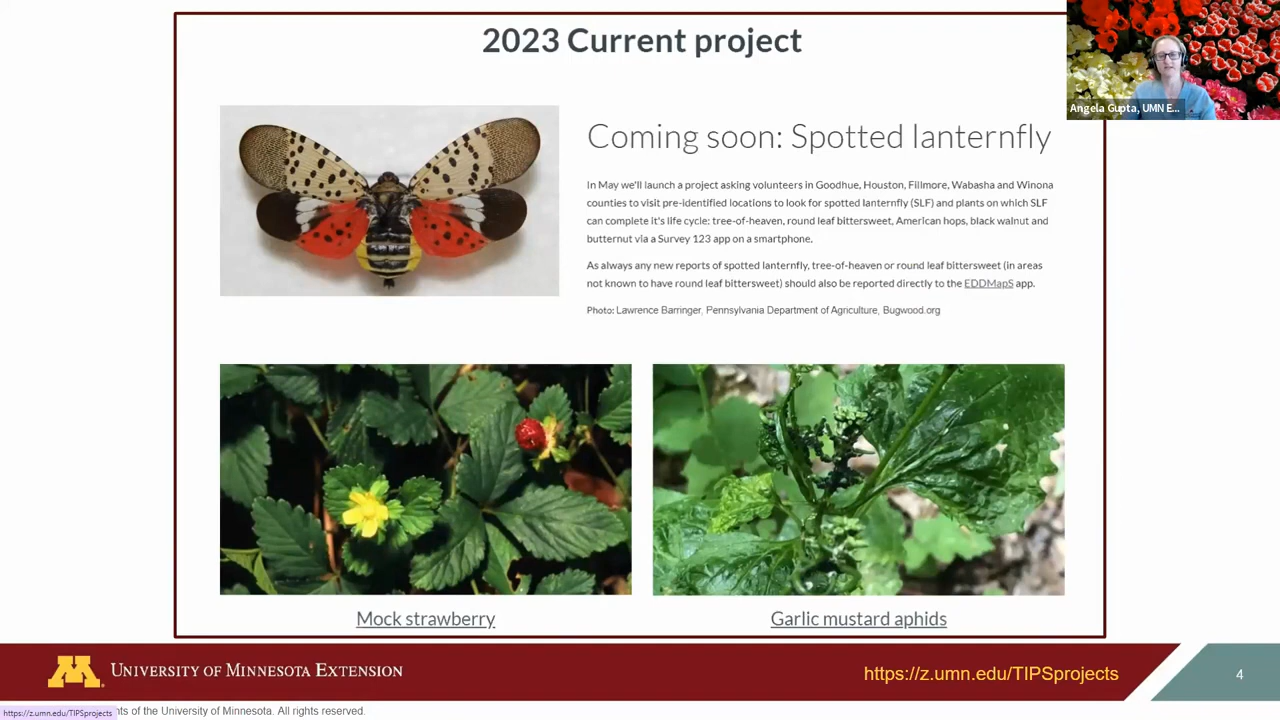 2023 Current project
Angela Gupta, UMN E...
Coming soon: Spotted lanternfly
In May we'll launch a project asking volunteers in Goodhue, Houston, Fillmore, Wabasha and Winona
counties to visit pre-identified locations to look for spotted lanternfly (SLF) and plants on which SLF
can complete it's life cycle: tree-of-heaven, round leaf bittersweet, American hops, black walnut and
butternut via a Survey 123 app on a smartphone.
As always any new reports of spotted lanternfly, tree-of-heaven or round leaf bittersweet (in areas
not known to have round leaf bittersweet) should also be reported directly to the EDDMapS app.
Photo: Lawrence Barringer, Pennsylvania Department of Agriculture, Bugwood.org
Mock strawberry
Garlic mustard aphids
M
UNIVERSITY OF MINNESOTA EXTENSION
https://z.umn.edu/TIPSprojects
4
https://z.umn.edu/TIPSprojects
nts of the University of Minnesota. All rights reserved.